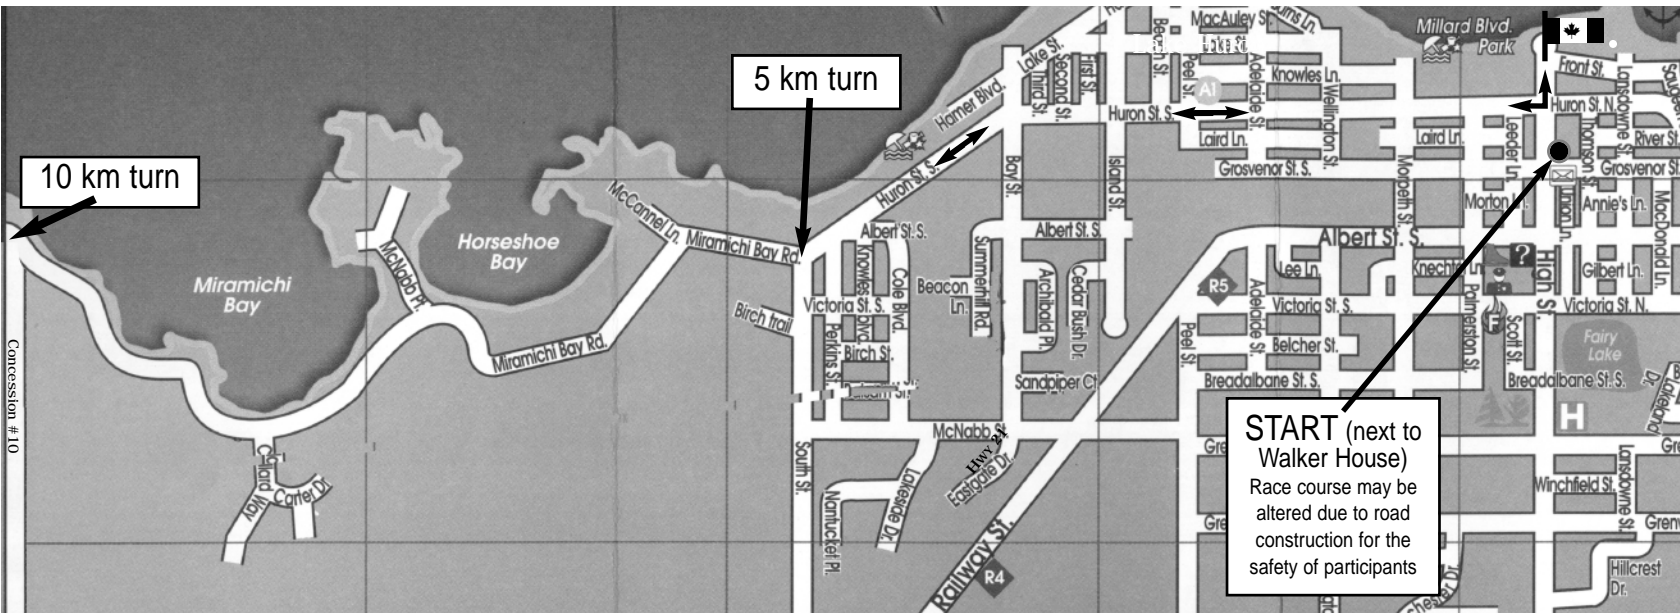 5 km turn
10 km turn
START (next to
Walker House)
Race course may be
altered due to road
construction for the
safety of participants
Millard Blvd.
Park
Horseshoe
Bay
Miramichi
Bay
Fairy
Lake
Concession #10
McNabb Pl.
McCannel Ln.
Miramichi Bay Rd.
Miramichi Bay Rd.
Carter Dr.
Birch trail
South St.
Huron St. S.
Harner Blvd.
Lake St.
Third St.
Second St.
First St.
MacAuley St.
Peel St.
Adelaide St.
Knowles Ln.
Wellington St.
A1
Huron St. S.
Laird Ln.
Grosvenor St. S.
Bay St.
Island St.
Albert St. S.
Albert St. S.
Albert St. S.
Cole Blvd.
Victoria St. S.
Perkins St.
Birch St.
Beacon
Ln.
Summerhill Rd.
Archibald Pl.
Cedar Bush Dr.
Sandpiper Ct.
McNabb St.
Hwy 21
Eastgate Dr.
Lakeside Dr.
Nantucket Pl.
Railway St.
R4
R5
Lee Ln.
Adelaide St.
Victoria St. S.
Peel St.
Belcher St.
Breadalbane St. S.
Morpeth St.
Laird Ln.
Leeder Ln.
Front St.
Huron St. N.
Thomson St.
Lansdowne St.
River St.
Grosvenor St.
Morton Ln.
Annie's Ln.
MacDonald Ln.
Palmerston St.
?
High St.
Gilbert Ln.
Victoria St. N.
Scott St.
Breadalbane St. S.
Lakeland
Dr.
H
Winchfield St.
Lansdowne St.
Hillcrest
Dr.